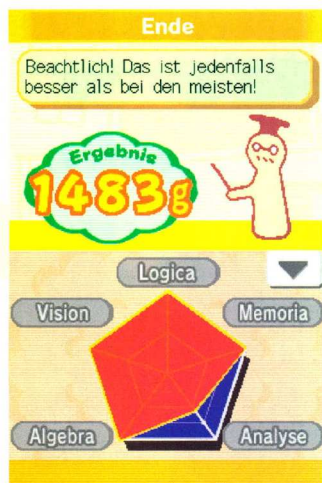 Ende
Beachtlich! Das ist jedenfalls
besser als bei den meisten!
Ergebnis
1483g
Logica
Vision
Memoria
Algebra
Analyse